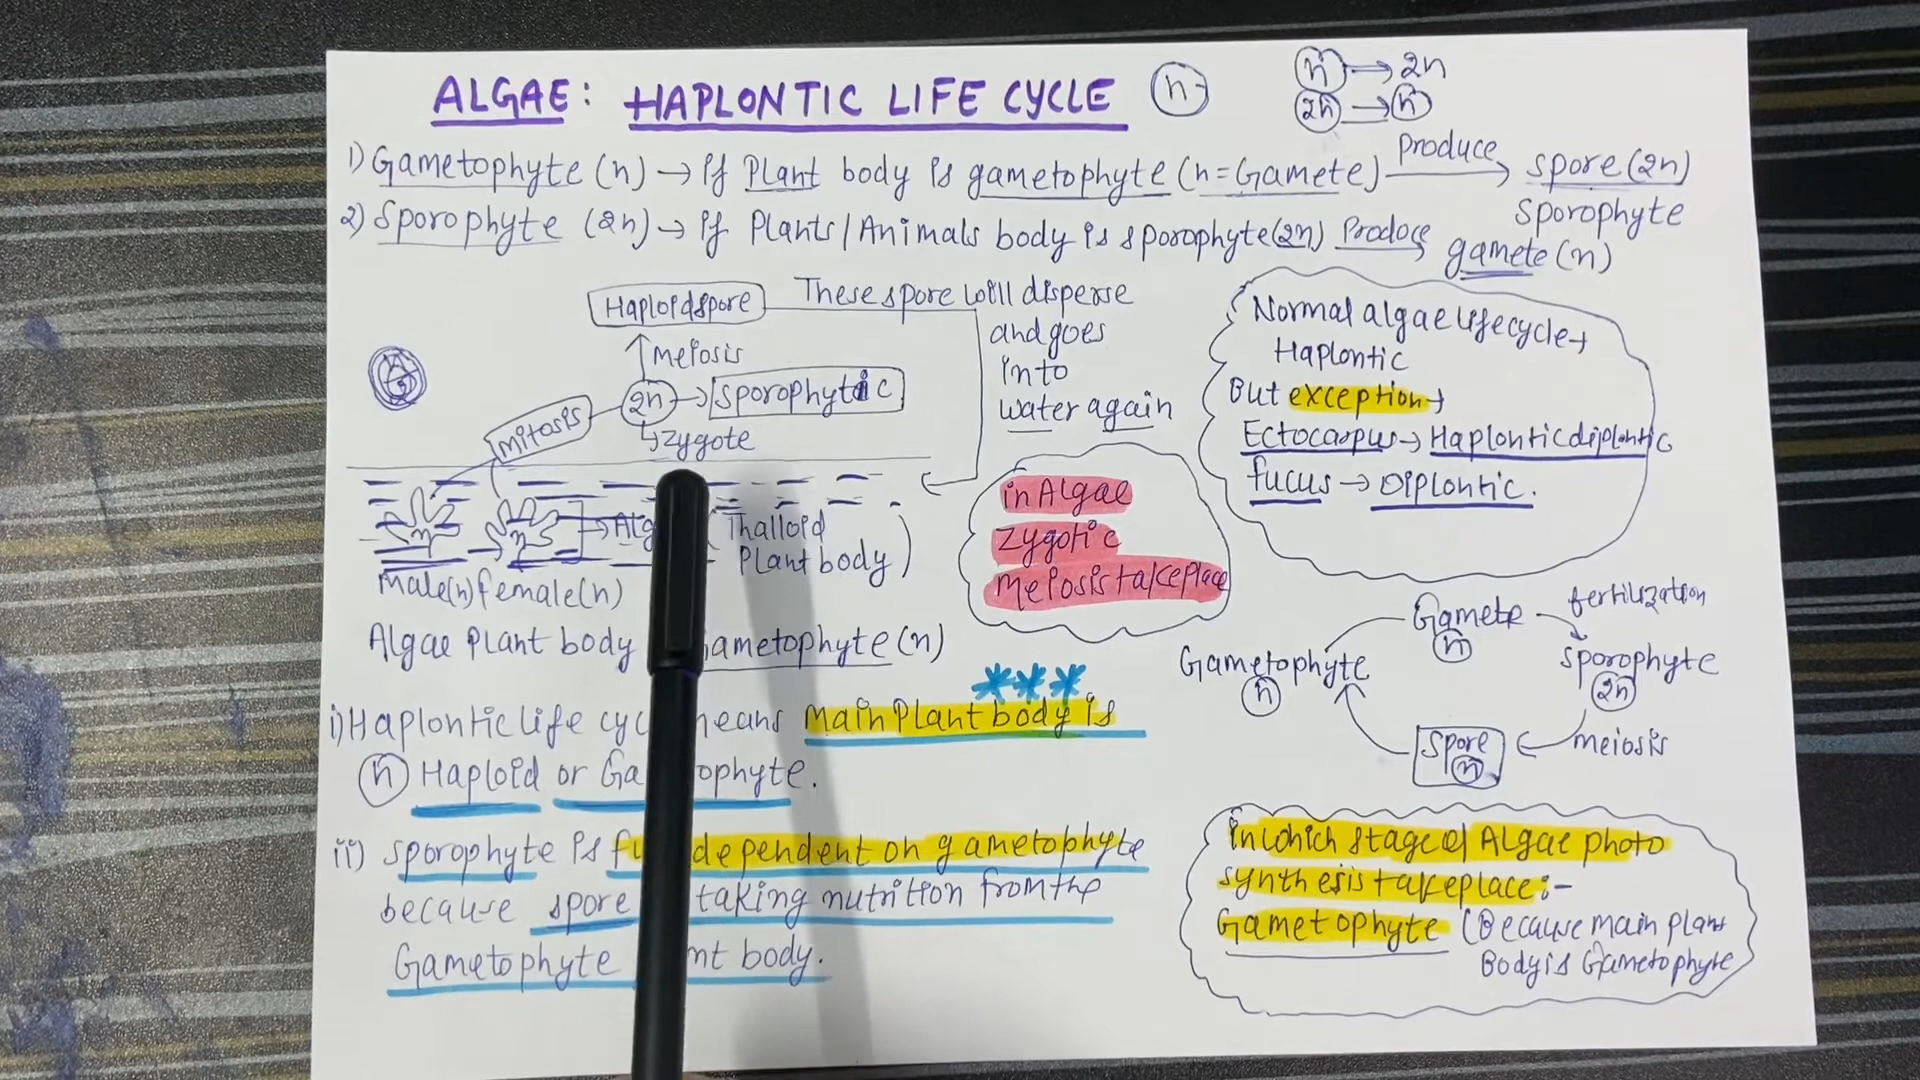 ALGAE: HAPLONTIC LIFE CYCLE (n)
n → 2n
2n → n
1) Gametophyte (n) → If Plant body is gametophyte (n=Gamete) Produce → spore (2n)
Sporophyte
2) Sporophyte (2n) → If Plants/Animals body is sporophyte(2n) Produce → gamete (n)
Haploid spore
These spore will disperse
and goes
into
water again
Meiosis
2n → Sporophytic
mitosis
↳ zygote
n n → Alg
(Thalloid
Plant body)
Male(n) female(n)
Algae Plant body ametophyte (n)
i) Haplontic life cyc means Main Plant body is
n Haploid or Ga ophyte.
ii) sporophyte is fu dependent on gametophyte
because spore taking nutrition from the
Gametophyte nt body.
Normal algae lifecycle →
Haplontic
But exception →
Ectocarpus → Haplontic diplontic
fucus → Diplontic.
in Algae
Zygotic
Meiosis take place
Gamete
n
fertilization
Sporophyte
2n
meiosis
Spore
n
Gametophyte
n
in which stage of Algae photo
synthesis take place:-
Gametophyte (Because main plant
Body is Gametophyte